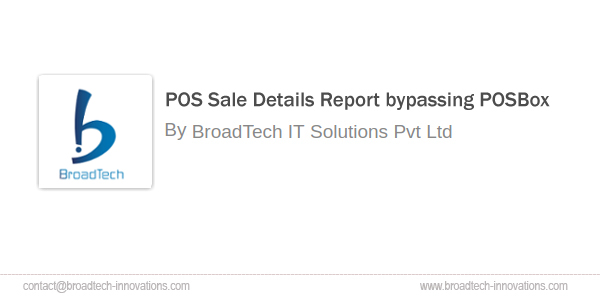 POS Sale Details Report bypassing POSBox
By BroadTech IT Solutions Pvt Ltd
b
BroadTech
contact@broadtech-innovations.com
www.broadtech-innovations.com